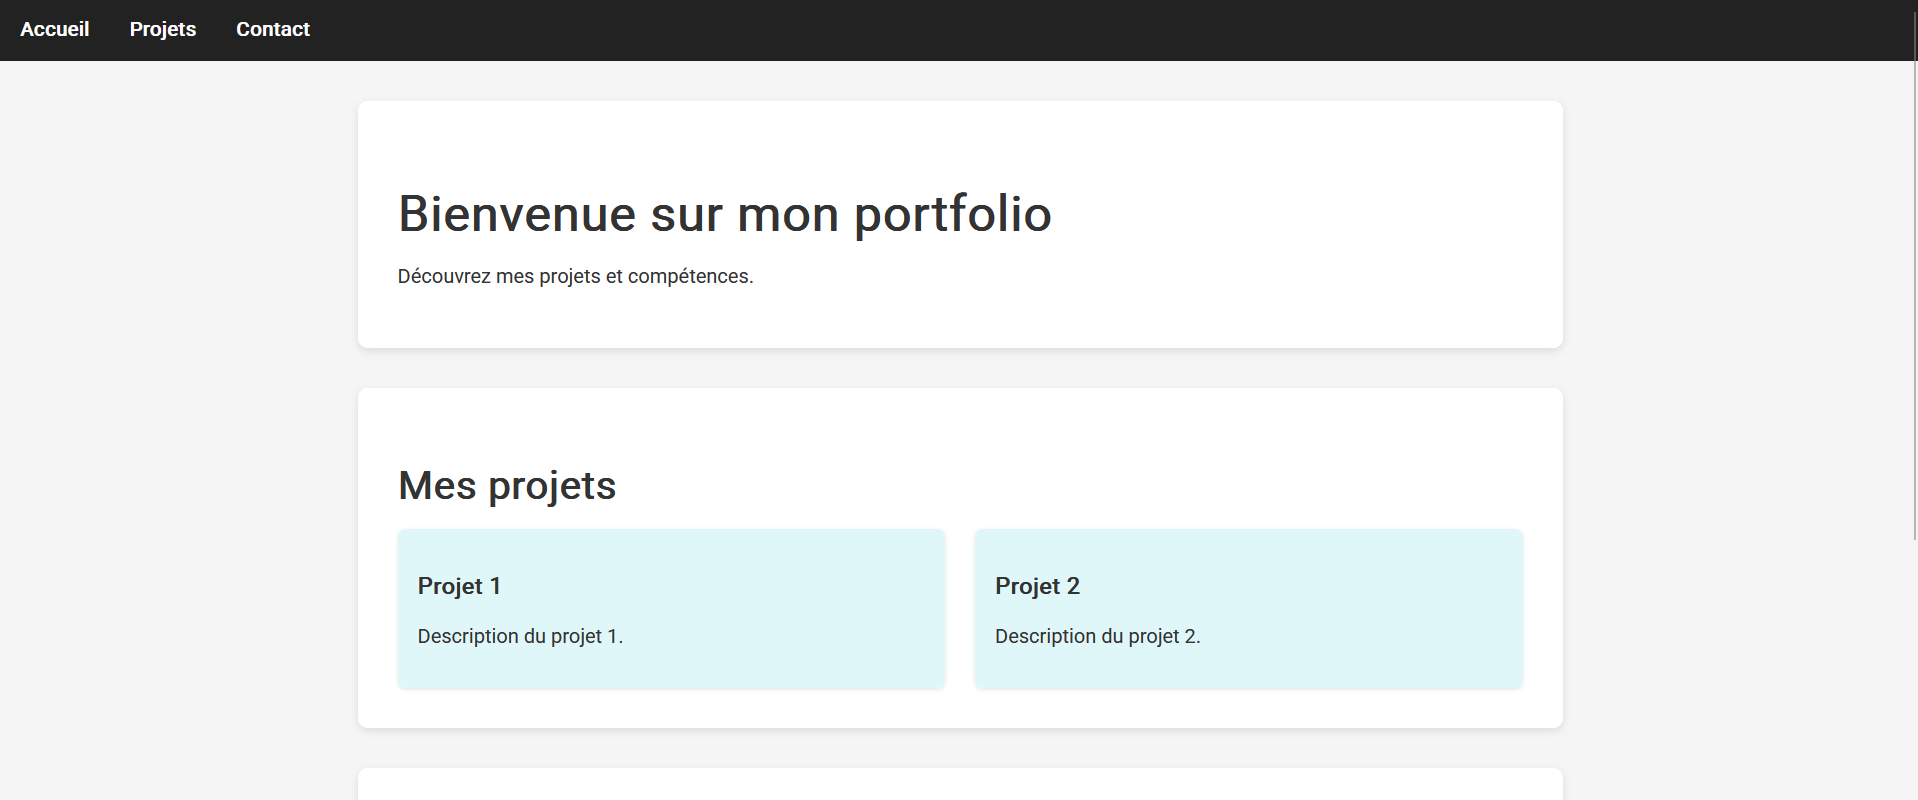 Accueil Projets Contact
Bienvenue sur mon portfolio
Découvrez mes projets et compétences.
Mes projets
Projet 1
Description du projet 1.
Projet 2
Description du projet 2.